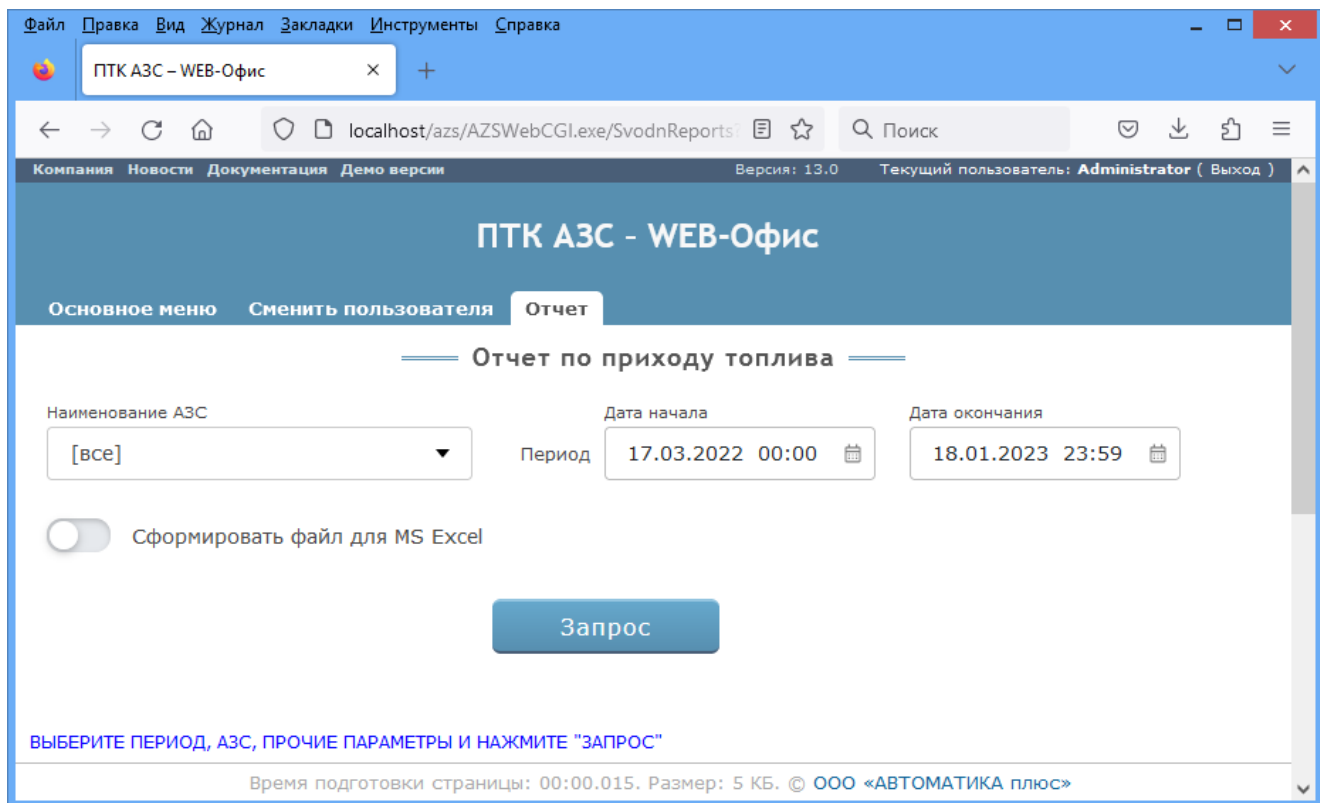 Файл Правка Вид Журнал Закладки Инструменты Справка
ПТК АЗС – WEB-Офис
localhost/azs/AZSWebCGI.exe/SvodnReports? Поиск
Компания Новости Документация Демо версии Версия: 13.0 Текущий пользователь: Administrator ( Выход )
ПТК АЗС – WEB-Офис
Основное меню Сменить пользователя Отчет
Отчет по приходу топлива
Наименование АЗС Дата начала Дата окончания
[все] Период 17.03.2022 00:00 18.01.2023 23:59
Сформировать файл для MS Excel
Запрос
ВЫБЕРИТЕ ПЕРИОД, АЗС, ПРОЧИЕ ПАРАМЕТРЫ И НАЖМИТЕ "ЗАПРОС"
Время подготовки страницы: 00:00.015. Размер: 5 КБ. © ООО «АВТОМАТИКА плюс»